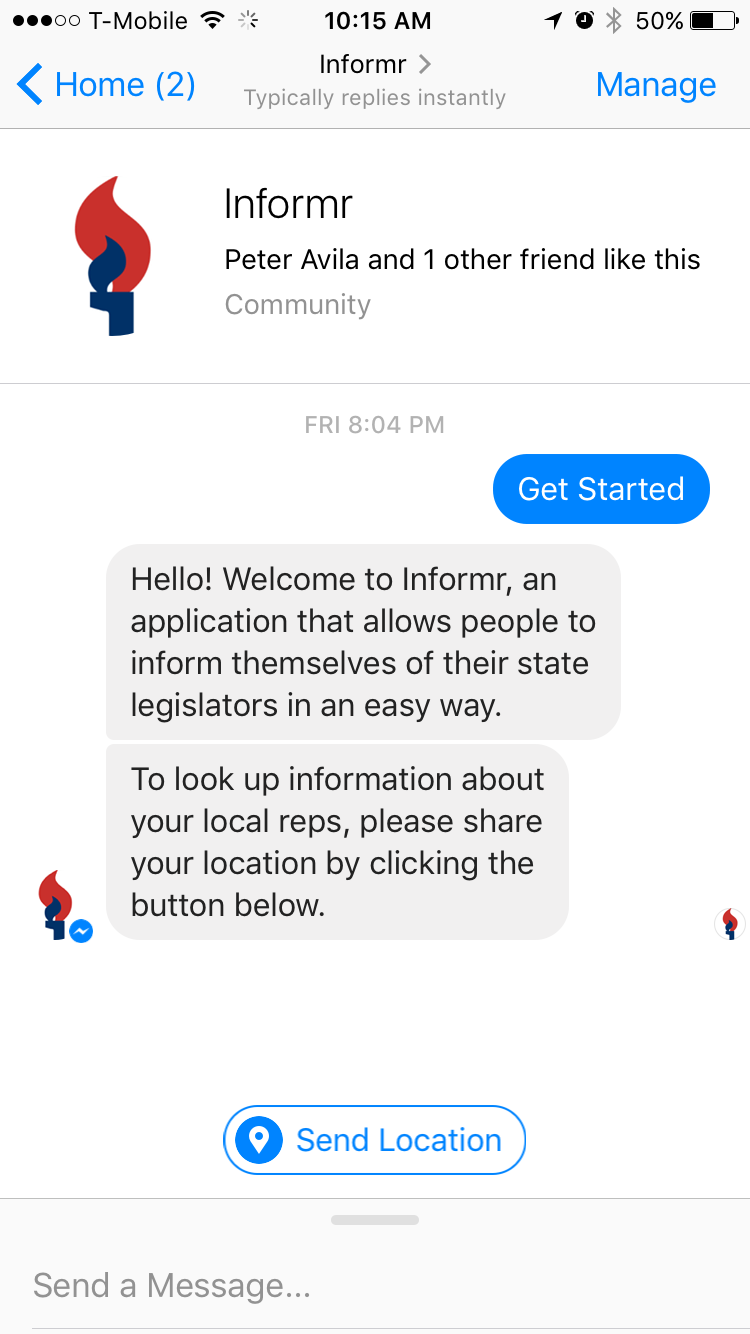 T-Mobile 10:15 AM 50%
Home (2) Informr Manage
Typically replies instantly
Informr
Peter Avila and 1 other friend like this
Community
FRI 8:04 PM
Get Started
Hello! Welcome to Informr, an
application that allows people to
inform themselves of their state
legislators in an easy way.
To look up information about
your local reps, please share
your location by clicking the
button below.
Send Location
Send a Message...